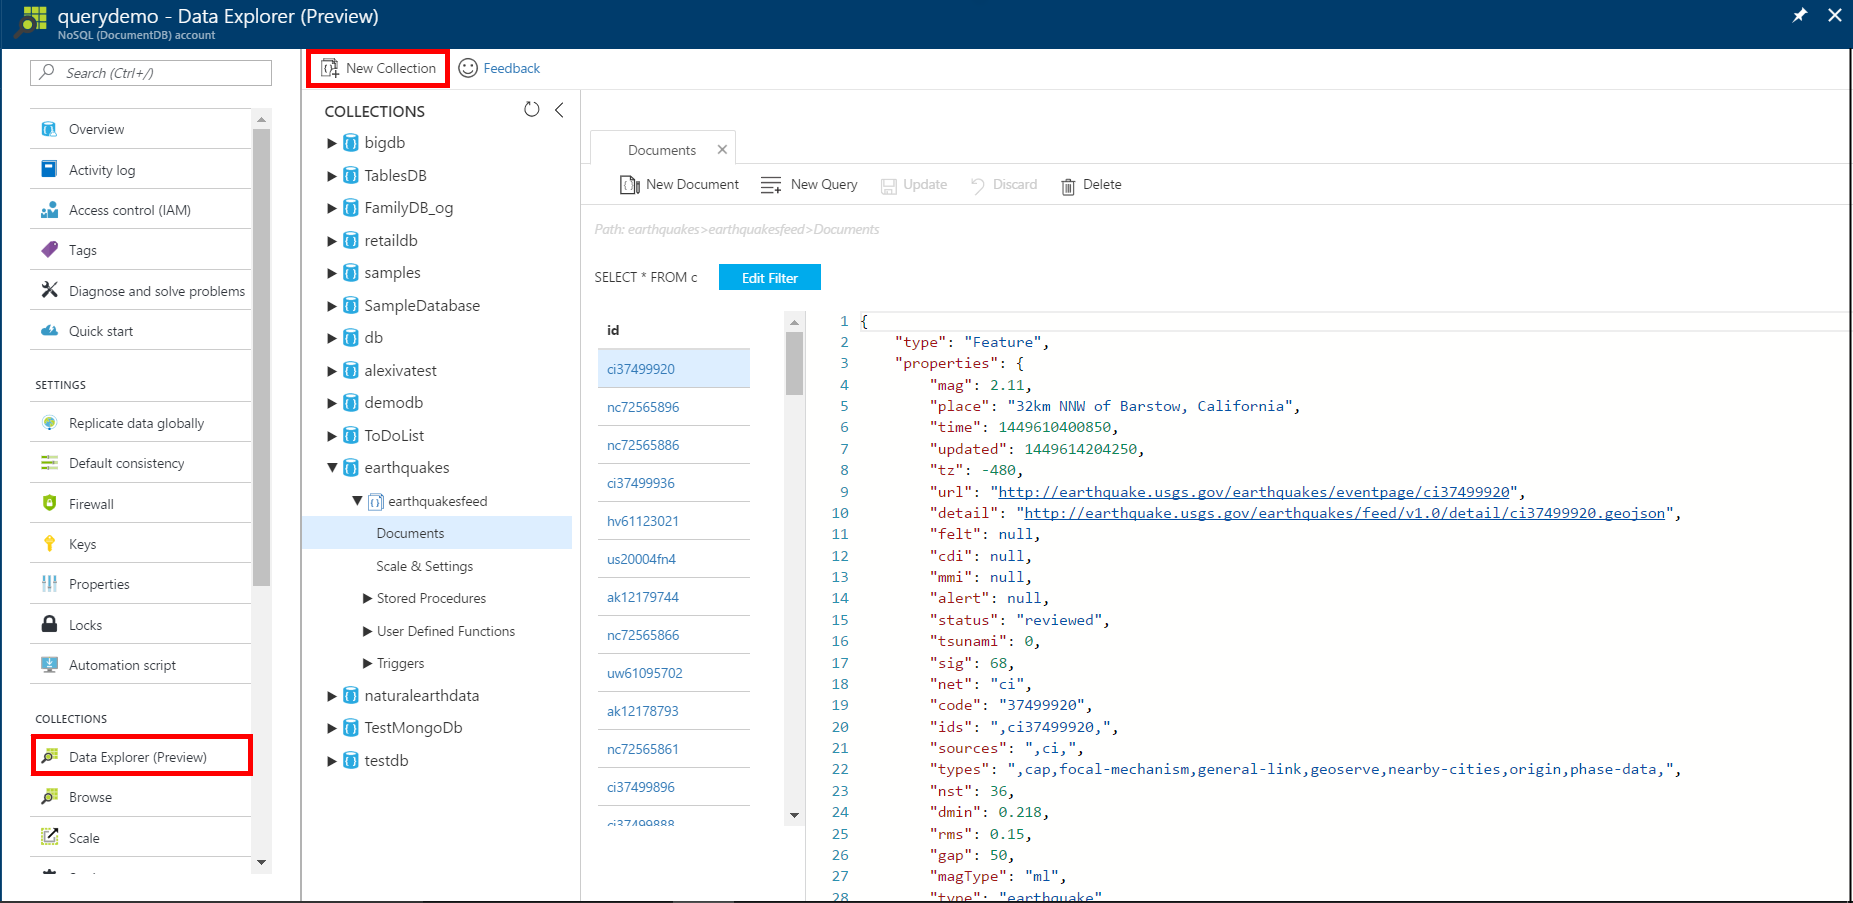 querydemo - Data Explorer (Preview)
NoSQL (DocumentDB) account
Search (Ctrl+/)
Overview
Activity log
Access control (IAM)
Tags
Diagnose and solve problems
Quick start
SETTINGS
Replicate data globally
Default consistency
Firewall
Keys
Properties
Locks
Automation script
COLLECTIONS
Data Explorer (Preview)
Browse
Scale
New Collection
Feedback
COLLECTIONS
bigdb
TablesDB
FamilyDB_og
retaildb
samples
SampleDatabase
db
alexivatest
demodb
ToDoList
earthquakes
earthquakesfeed
Documents
Scale & Settings
Stored Procedures
User Defined Functions
Triggers
naturalearthdata
TestMongoDb
testdb
Documents
New Document
New Query
Update
Discard
Delete
Path: earthquakes>earthquakesfeed>Documents
SELECT * FROM c
Edit Filter
id
ci37499920
nc72565896
nc72565886
ci37499936
hv61123021
us20004fn4
ak12179744
nc72565866
uw61095702
ak12178793
nc72565861
ci37499896
ci37499888
1 {
2 "type": "Feature",
3 "properties": {
4 "mag": 2.11,
5 "place": "32km NNW of Barstow, California",
6 "time": 1449610400850,
7 "updated": 1449614204250,
8 "tz": -480,
9 "url": "http://earthquake.usgs.gov/earthquakes/eventpage/ci37499920",
10 "detail": "http://earthquake.usgs.gov/earthquakes/feed/v1.0/detail/ci37499920.geojson",
11 "felt": null,
12 "cdi": null,
13 "mmi": null,
14 "alert": null,
15 "status": "reviewed",
16 "tsunami": 0,
17 "sig": 68,
18 "net": "ci",
19 "code": "37499920",
20 "ids": ",ci37499920,",
21 "sources": ",ci,",
22 "types": ",cap,focal-mechanism,general-link,geoserve,nearby-cities,origin,phase-data,",
23 "nst": 36,
24 "dmin": 0.218,
25 "rms": 0.15,
26 "gap": 50,
27 "magType": "ml",
28 "type": "earthquake"